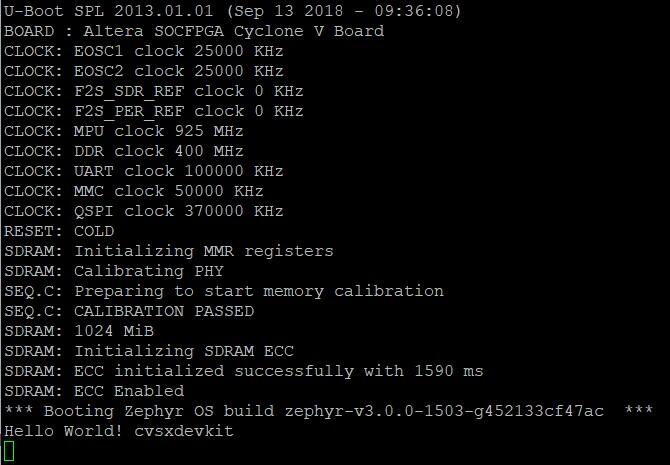 U-Boot SPL 2013.01.01 (Sep 13 2018 - 09:36:08)
BOARD : Altera SOCFPGA Cyclone V Board
CLOCK: EOSC1 clock 25000 KHz
CLOCK: EOSC2 clock 25000 KHz
CLOCK: F2S_SDR_REF clock 0 KHz
CLOCK: F2S_PER_REF clock 0 KHz
CLOCK: MPU clock 925 MHz
CLOCK: DDR clock 400 MHz
CLOCK: UART clock 100000 KHz
CLOCK: MMC clock 50000 KHz
CLOCK: QSPI clock 370000 KHz
RESET: COLD
SDRAM: Initializing MMR registers
SDRAM: Calibrating PHY
SEQ.C: Preparing to start memory calibration
SEQ.C: CALIBRATION PASSED
SDRAM: 1024 MiB
SDRAM: Initializing SDRAM ECC
SDRAM: ECC initialized successfully with 1590 ms
SDRAM: ECC Enabled
*** Booting Zephyr OS build zephyr-v3.0.0-1503-g452133cf47ac  ***
Hello World! cvsxdevkit